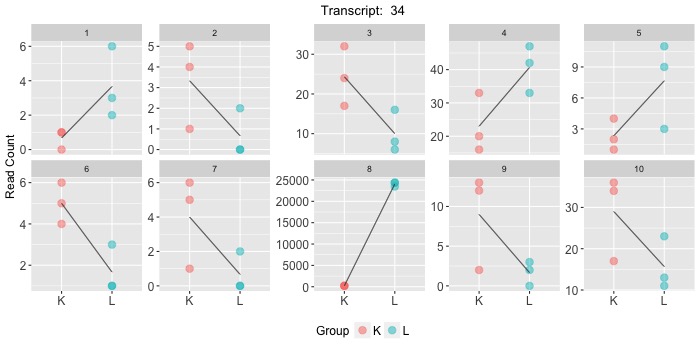 Transcript: 34
1 2 3 4 5
6 4 2 0
5 4 3 2 1 0
30 20 10
40 30 20
9 6 3
Read Count
6 7 8 9 10
6 4 2
6 4 2 0
25000 20000 15000 10000 5000 0
10 5 0
30 20 10
K L K L K L K L K L
Group K L